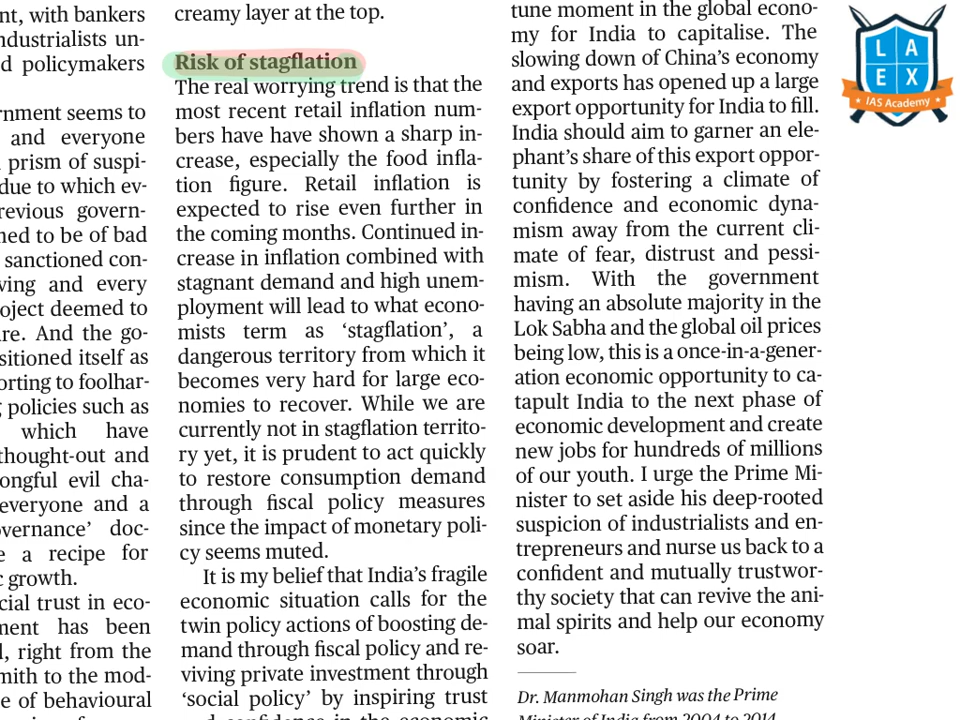 nt, with bankers
ndustrialists un-
d policymakers
rnment seems to
and everyone
prism of suspi-
due to which ev-
revious govern-
ned to be of bad
sanctioned con-
ving and every
oject deemed to
re. And the go-
sitioned itself as
orting to foolhar-
policies such as
which have
thought-out and
ongful evil cha-
everyone and a
overnance’ doc-
e a recipe for
c growth.
cial trust in eco-
ment has been
l, right from the
mith to the mod-
e of behavioural
creamy layer at the top.
Risk of stagflation
The real worrying trend is that the
most recent retail inflation num-
bers have have shown a sharp in-
crease, especially the food infla-
tion figure. Retail inflation is
expected to rise even further in
the coming months. Continued in-
crease in inflation combined with
stagnant demand and high unem-
ployment will lead to what econo-
mists term as ‘stagflation’, a
dangerous territory from which it
becomes very hard for large eco-
nomies to recover. While we are
currently not in stagflation territo-
ry yet, it is prudent to act quickly
to restore consumption demand
through fiscal policy measures
since the impact of monetary poli-
cy seems muted.
It is my belief that India’s fragile
economic situation calls for the
twin policy actions of boosting de-
mand through fiscal policy and re-
viving private investment through
‘social policy’ by inspiring trust
and confidence in the economic
tune moment in the global econo-
my for India to capitalise. The
slowing down of China’s economy
and exports has opened up a large
export opportunity for India to fill.
India should aim to garner an ele-
phant’s share of this export oppor-
tunity by fostering a climate of
confidence and economic dyna-
mism away from the current cli-
mate of fear, distrust and pessi-
mism. With the government
having an absolute majority in the
Lok Sabha and the global oil prices
being low, this is a once-in-a-gener-
ation economic opportunity to ca-
tapult India to the next phase of
economic development and create
new jobs for hundreds of millions
of our youth. I urge the Prime Mi-
nister to set aside his deep-rooted
suspicion of industrialists and en-
trepreneurs and nurse us back to a
confident and mutually trustwor-
thy society that can revive the ani-
mal spirits and help our economy
soar.
Dr. Manmohan Singh was the Prime
Minister of India from 2004 to 2014
L A
E X
IAS Academy